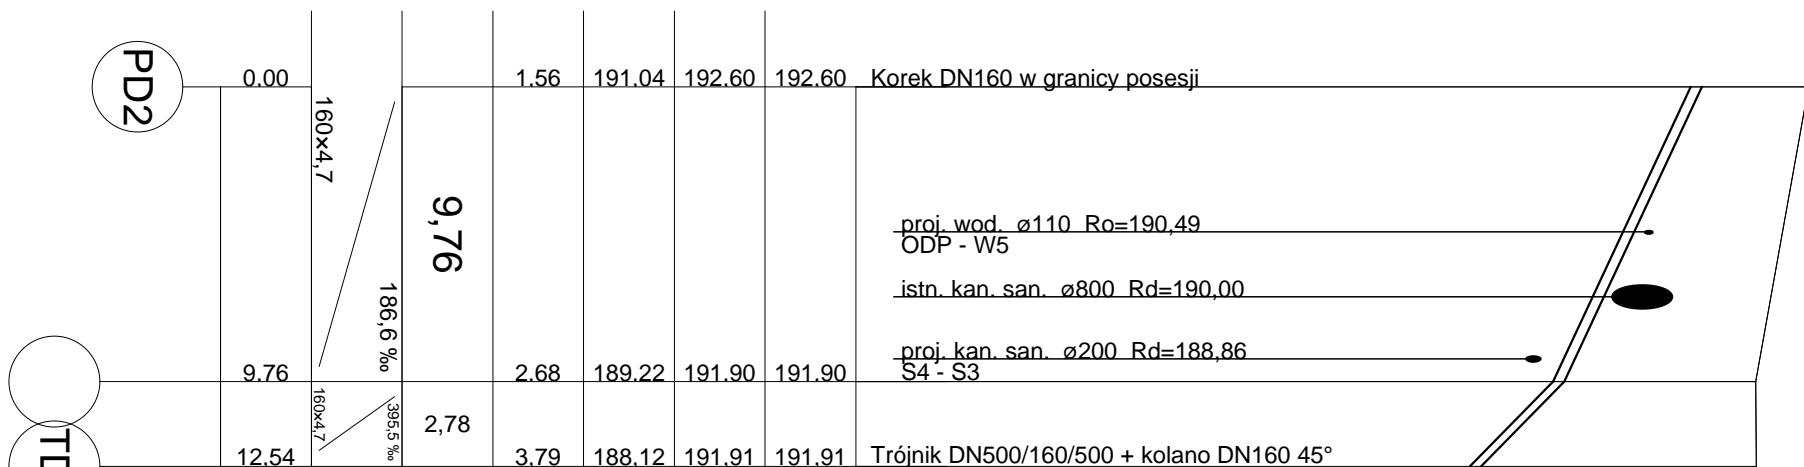 PD2
0.00
1.56
191.04
192.60
192.60
Korek DN160 w granicy posesji
160×4,7
186,6 ‰
9,76
proj. wod. ø110 Ro=190,49
ODP - W5
istn. kan. san. ø800 Rd=190,00
proj. kan. san. ø200 Rd=188,86
S4 - S3
9.76
2.68
189.22
191.90
191.90
160×4,7
395,5 ‰
2,78
12,54
3,79
188,12
191,91
191,91
Trójnik DN500/160/500 + kolano DN160 45°